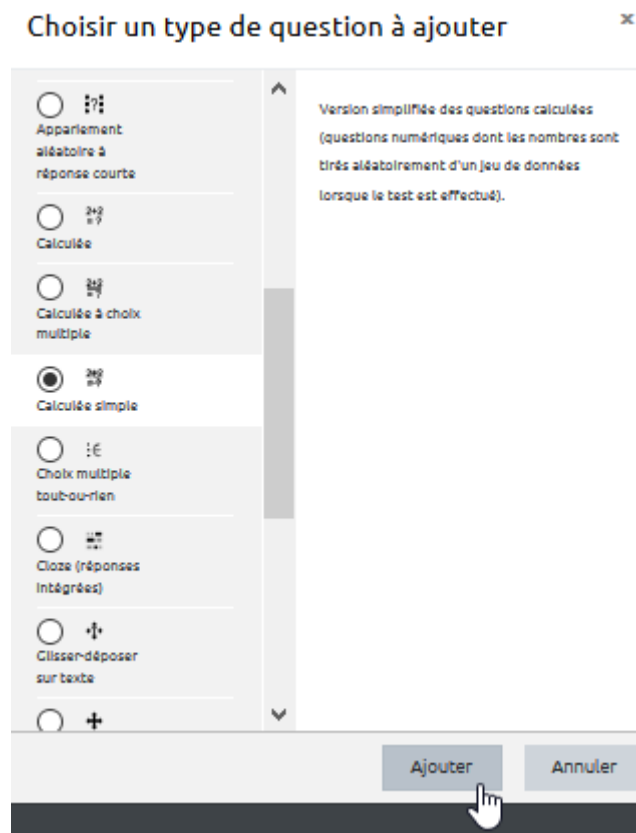 Choisir un type de question à ajouter
x
Appariement
aléatoire à
réponse courte
Calculée
Calculée à choix
multiple
Calculée simple
Choix multiple
tout-ou-rien
Cloze (réponses
intégrées)
Glisser-déposer
sur texte
Version simplifiée des questions calculées
(questions numériques dont les nombres sont
tirés aléatoirement d'un jeu de données
lorsque le test est effectué).
Ajouter
Annuler